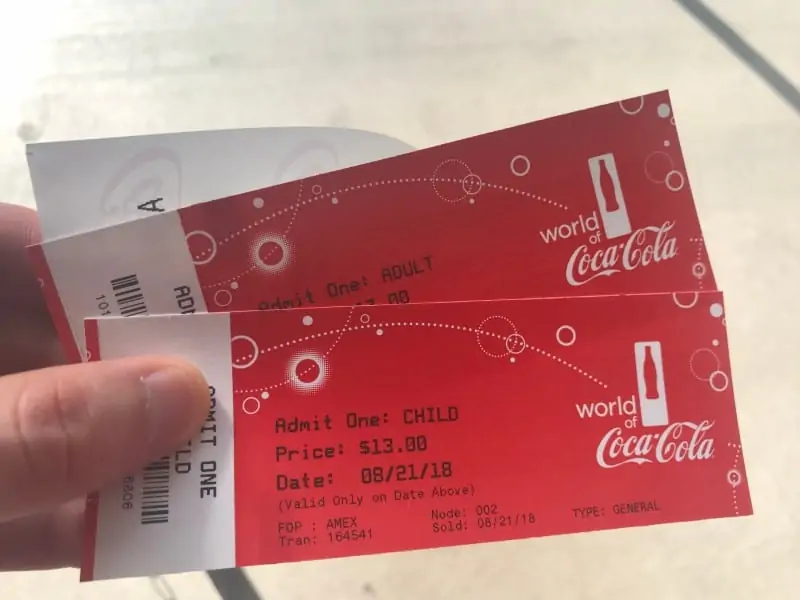 A
ADM
101
Admit One: ADULT
world
of
Coca-Cola
ADMIT ONE
Admit One: CHILD
Price: $13.00
Date: 08/21/18
(Valid Only on Date Above)
FOP : AMEX
Tran: 164541
Node: 002
Sold: 08/21/18
TYPE: GENERAL
world
of
Coca-Cola